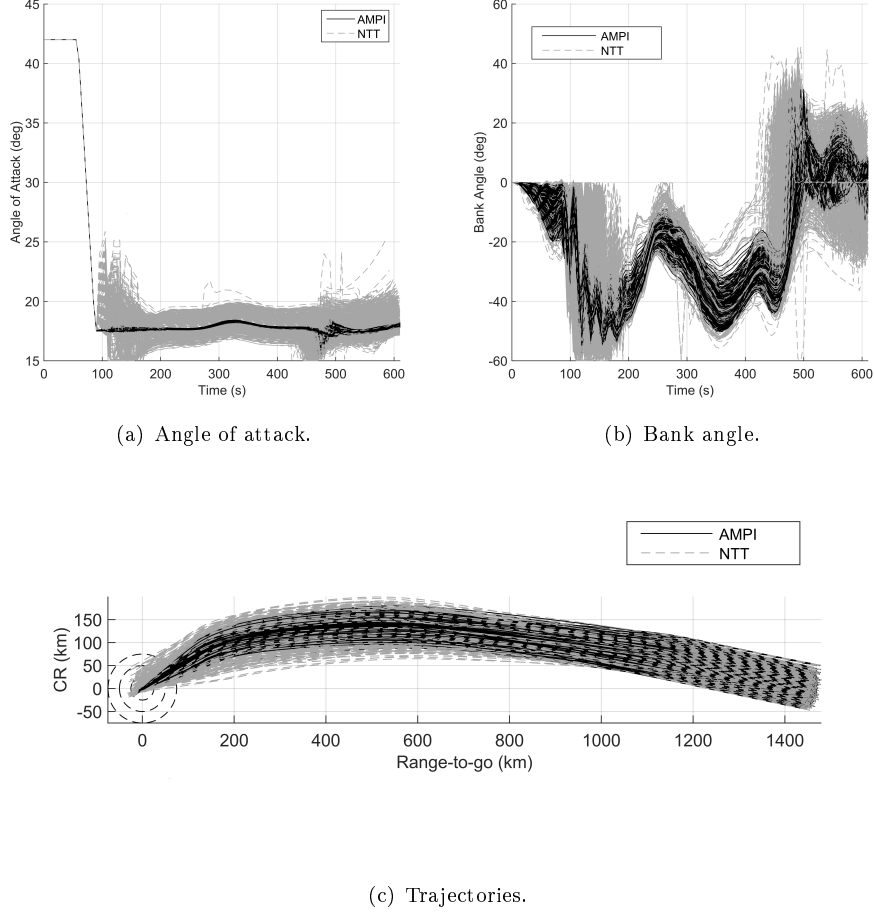 45
40
35
30
25
20
15
0 100 200 300 400 500 600
Angle of Attack (deg)
Time (s)
AMPI
NTT
60
40
20
0
-20
-40
-60
0 100 200 300 400 500 600
Bank Angle (deg)
Time (s)
AMPI
NTT
(a) Angle of attack.
(b) Bank angle.
AMPI
NTT
150
100
50
0
-50
CR (km)
0 200 400 600 800 1000 1200 1400
Range-to-go (km)
(c) Trajectories.